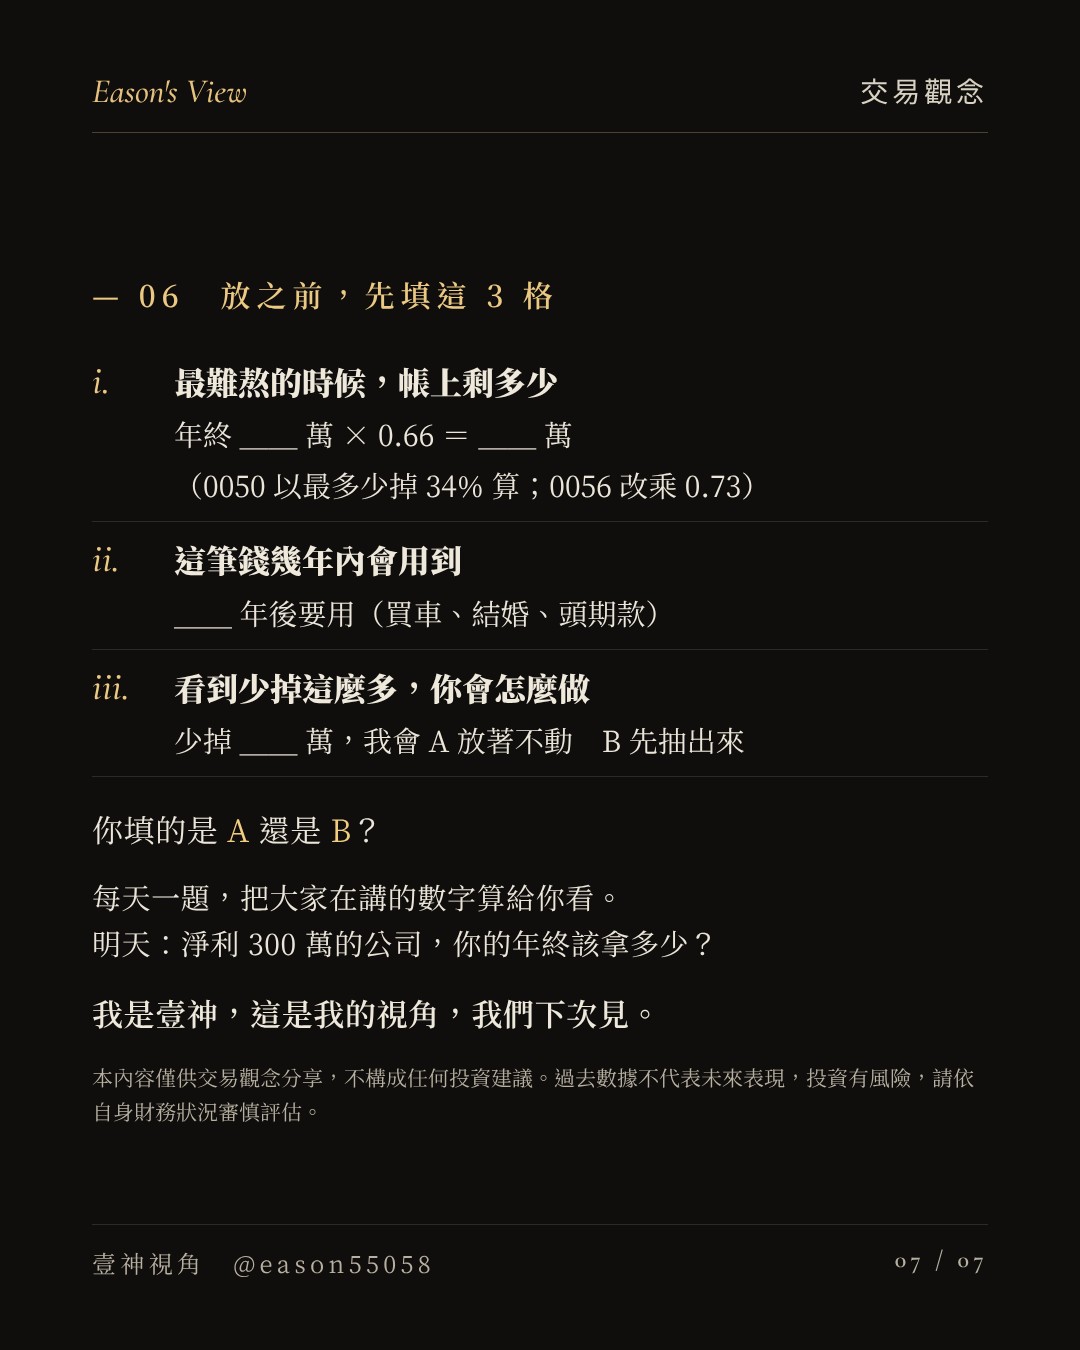 Eason's View
交易觀念
— 06 放之前，先填這 3 格
i. 最難熬的時候，帳上剩多少
年終 ____ 萬 × 0.66 ＝ ____ 萬
（0050 以最多少掉 34% 算；0056 改乘 0.73）
ii. 這筆錢幾年內會用到
____ 年後要用（買車、結婚、頭期款）
iii. 看到少掉這麼多，你會怎麼做
少掉 ____ 萬，我會 A 放著不動　B 先抽出來
你填的是 A 還是 B？
每天一題，把大家在講的數字算給你看。
明天：淨利 300 萬的公司，你的年終該拿多少？
我是壹神，這是我的視角，我們下次見。
本內容僅供交易觀念分享，不構成任何投資建議。過去數據不代表未來表現，投資有風險，請依
自身財務狀況審慎評估。
壹神視角　@eason55058
07 / 07